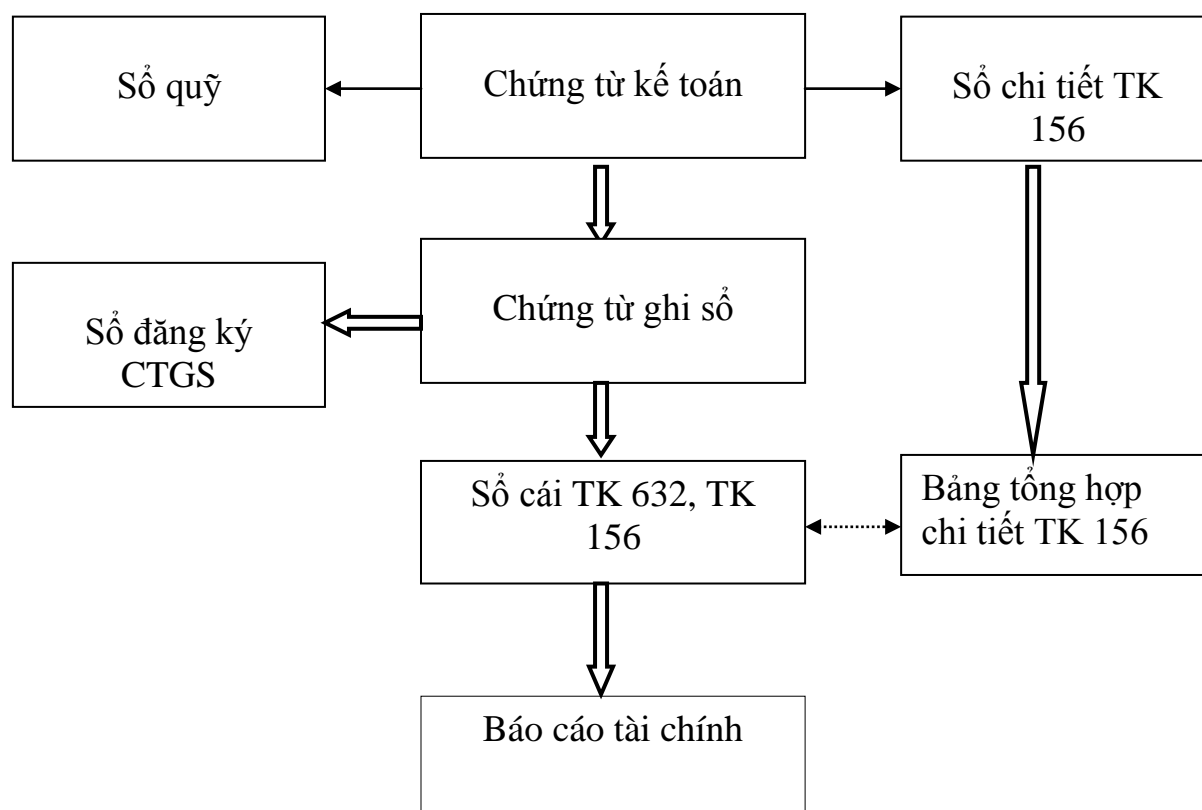 Sổ quỹ
Chứng từ kế toán
Sổ chi tiết TK
156
Sổ đăng ký
CTGS
Chứng từ ghi sổ
Sổ cái TK 632, TK
156
Bảng tổng hợp
chi tiết TK 156
Báo cáo tài chính